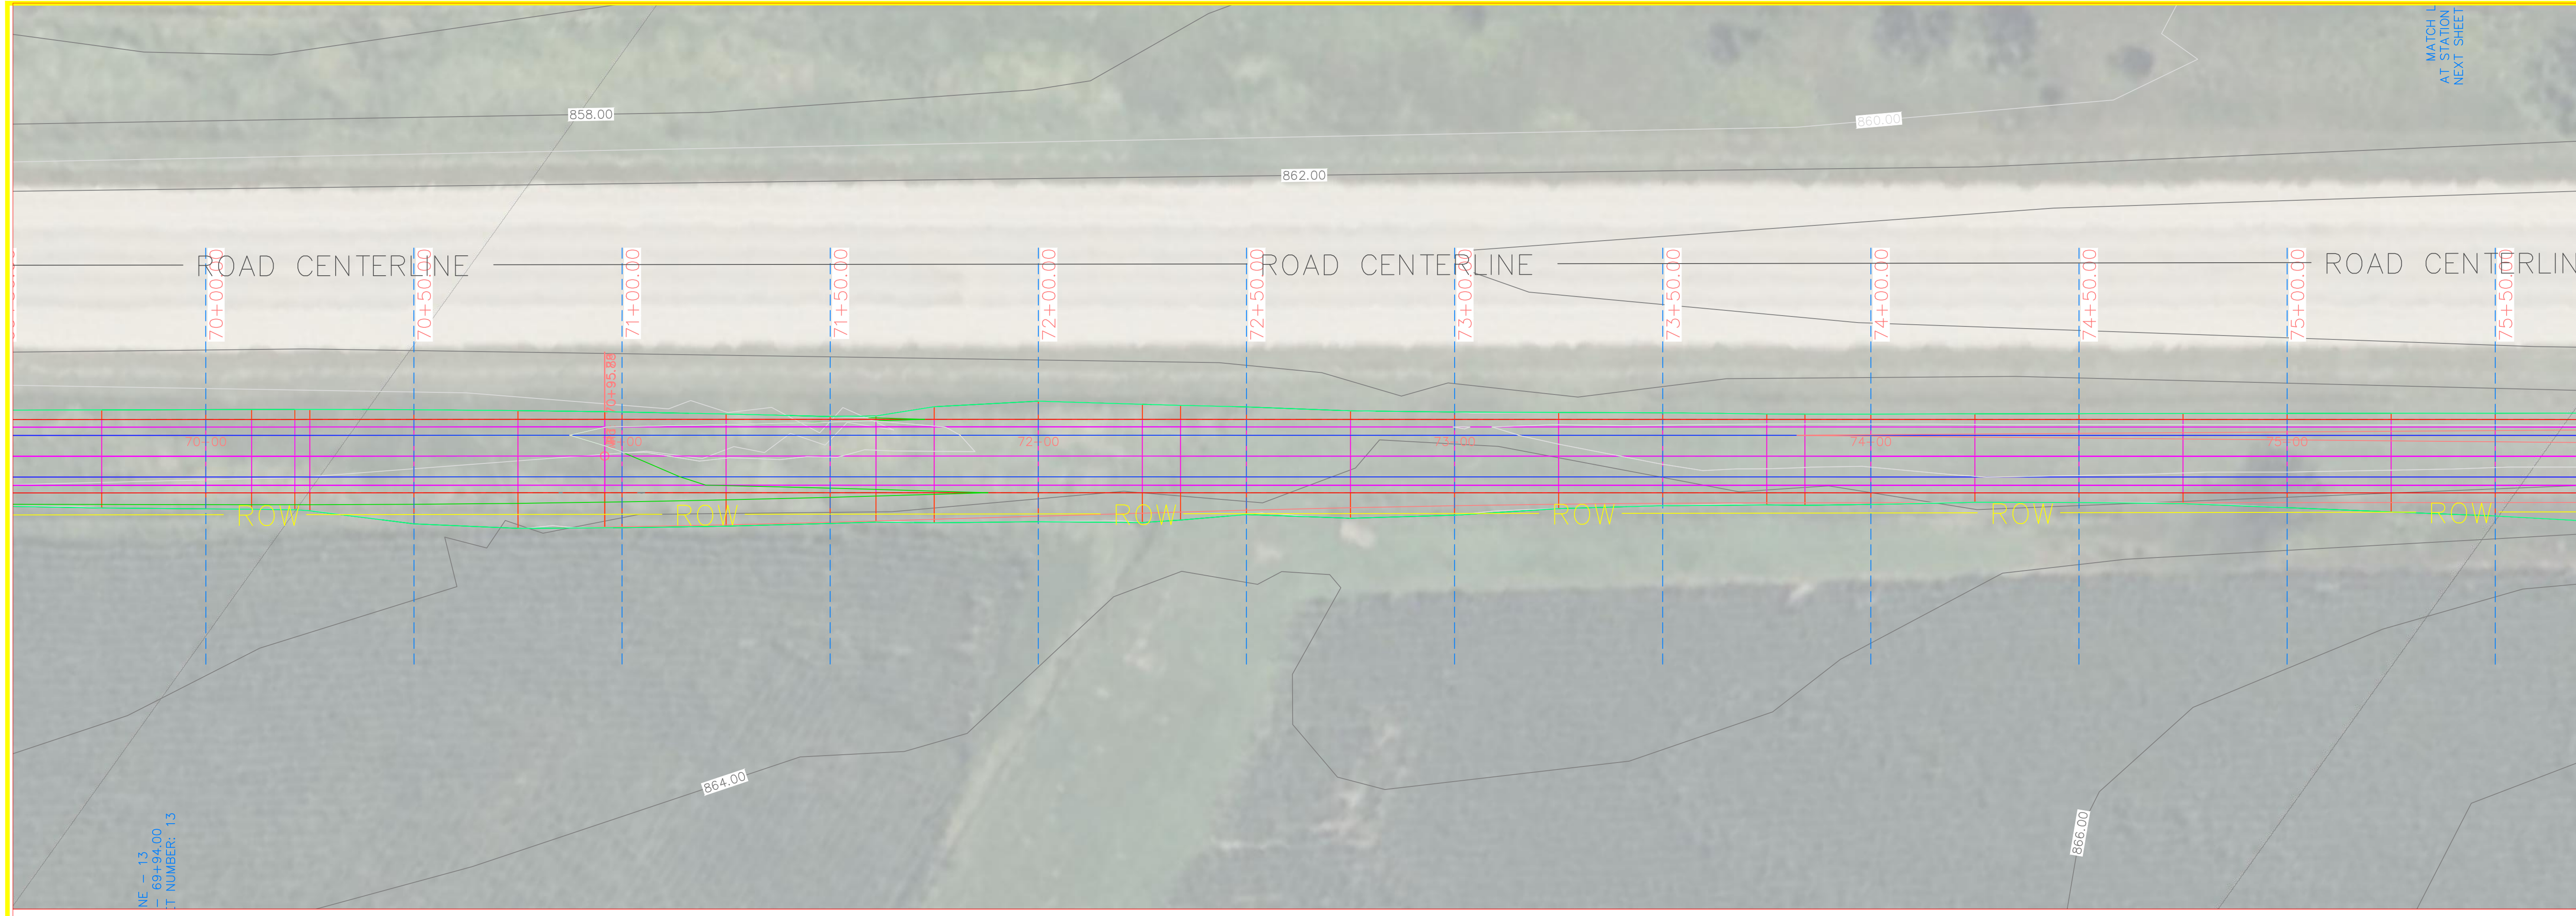 MATCH L
AT STATION
NEXT SHEET
858.00
860.00
862.00
ROAD CENTERLINE
ROAD CENTERLINE
ROAD CENTERLIN
70+00.00
70+50.00
71+00.00
71+50.00
72+00.00
72+50.00
73+00.00
73+50.00
74+00.00
74+50.00
75+00.00
75+50.00
70+95.88
70+00
72+00
73+00
74+00
75+00
ROW
ROW
ROW
ROW
ROW
ROW
864.00
866.00
NE - 13
- 69+94.00
T NUMBER: 13